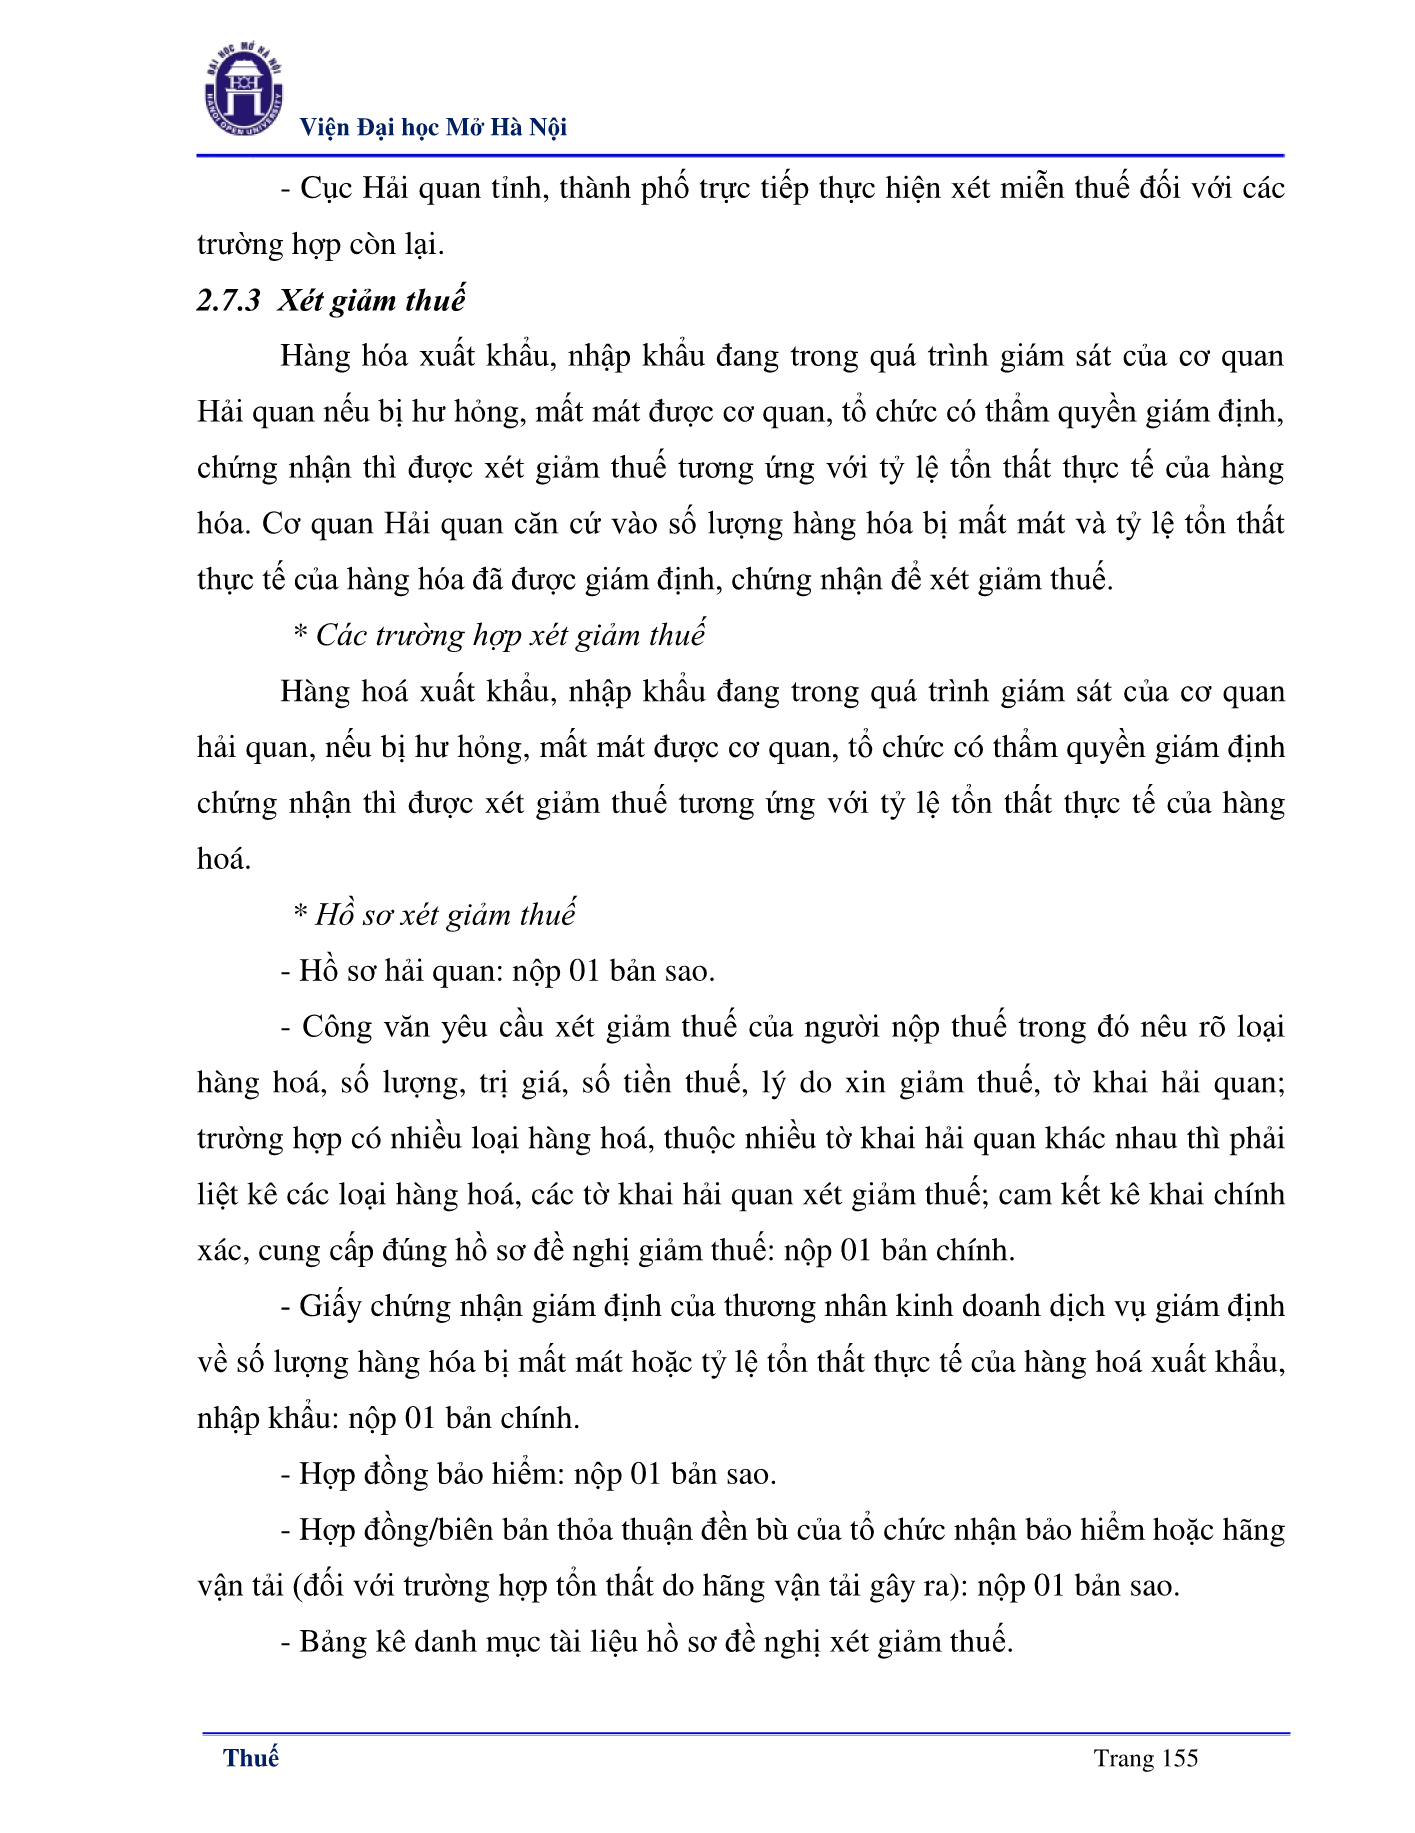 ĐẠI HỌC MỞ HÀ NỘI
HANOI OPEN UNIVERSITY
Viện Đại học Mở Hà Nội
- Cục Hải quan tỉnh, thành phố trực tiếp thực hiện xét miễn thuế đối với các
trường hợp còn lại.
2.7.3 Xét giảm thuế
Hàng hóa xuất khẩu, nhập khẩu đang trong quá trình giám sát của cơ quan
Hải quan nếu bị hư hỏng, mất mát được cơ quan, tổ chức có thẩm quyền giám định,
chứng nhận thì được xét giảm thuế tương ứng với tỷ lệ tổn thất thực tế của hàng
hóa. Cơ quan Hải quan căn cứ vào số lượng hàng hóa bị mất mát và tỷ lệ tổn thất
thực tế của hàng hóa đã được giám định, chứng nhận để xét giảm thuế.
* Các trường hợp xét giảm thuế
Hàng hoá xuất khẩu, nhập khẩu đang trong quá trình giám sát của cơ quan
hải quan, nếu bị hư hỏng, mất mát được cơ quan, tổ chức có thẩm quyền giám định
chứng nhận thì được xét giảm thuế tương ứng với tỷ lệ tổn thất thực tế của hàng
hoá.
* Hồ sơ xét giảm thuế
- Hồ sơ hải quan: nộp 01 bản sao.
- Công văn yêu cầu xét giảm thuế của người nộp thuế trong đó nêu rõ loại
hàng hoá, số lượng, trị giá, số tiền thuế, lý do xin giảm thuế, tờ khai hải quan;
trường hợp có nhiều loại hàng hoá, thuộc nhiều tờ khai hải quan khác nhau thì phải
liệt kê các loại hàng hoá, các tờ khai hải quan xét giảm thuế; cam kết kê khai chính
xác, cung cấp đúng hồ sơ đề nghị giảm thuế: nộp 01 bản chính.
- Giấy chứng nhận giám định của thương nhân kinh doanh dịch vụ giám định
về số lượng hàng hóa bị mất mát hoặc tỷ lệ tổn thất thực tế của hàng hoá xuất khẩu,
nhập khẩu: nộp 01 bản chính.
- Hợp đồng bảo hiểm: nộp 01 bản sao.
- Hợp đồng/biên bản thỏa thuận đền bù của tổ chức nhận bảo hiểm hoặc hãng
vận tải (đối với trường hợp tổn thất do hãng vận tải gây ra): nộp 01 bản sao.
- Bảng kê danh mục tài liệu hồ sơ đề nghị xét giảm thuế.
Thuế
Trang 155